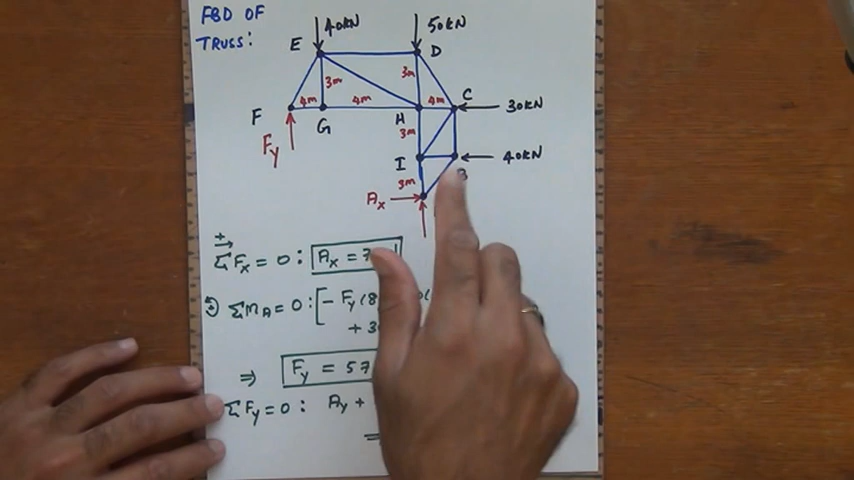 FBD OF
TRUSS:
40KN
50KN
E
D
3m
3m
C
4m
4m
4m
30KN
F
G
H
Fy
3m
I
40KN
3m
Ax
+
ΣFx = 0: Ax = 7
ΣMA = 0: [- Fy(8
+ 3
⇒ Fy = 57
ΣFy = 0: Ay +
=